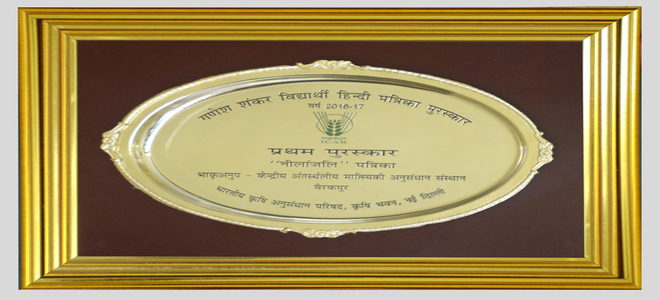 गणेश शंकर विद्यार्थी हिन्दी पत्रिका पुरस्कार
वर्ष 2016-17
ICAR
प्रथम पुरस्कार
"नीलांजलि" पत्रिका
भाकृअनुप - केन्द्रीय अंतर्स्थलीय मात्स्यिकी अनुसंधान संस्थान
बैरकपुर
भारतीय कृषि अनुसंधान परिषद, कृषि भवन, नई दिल्ली